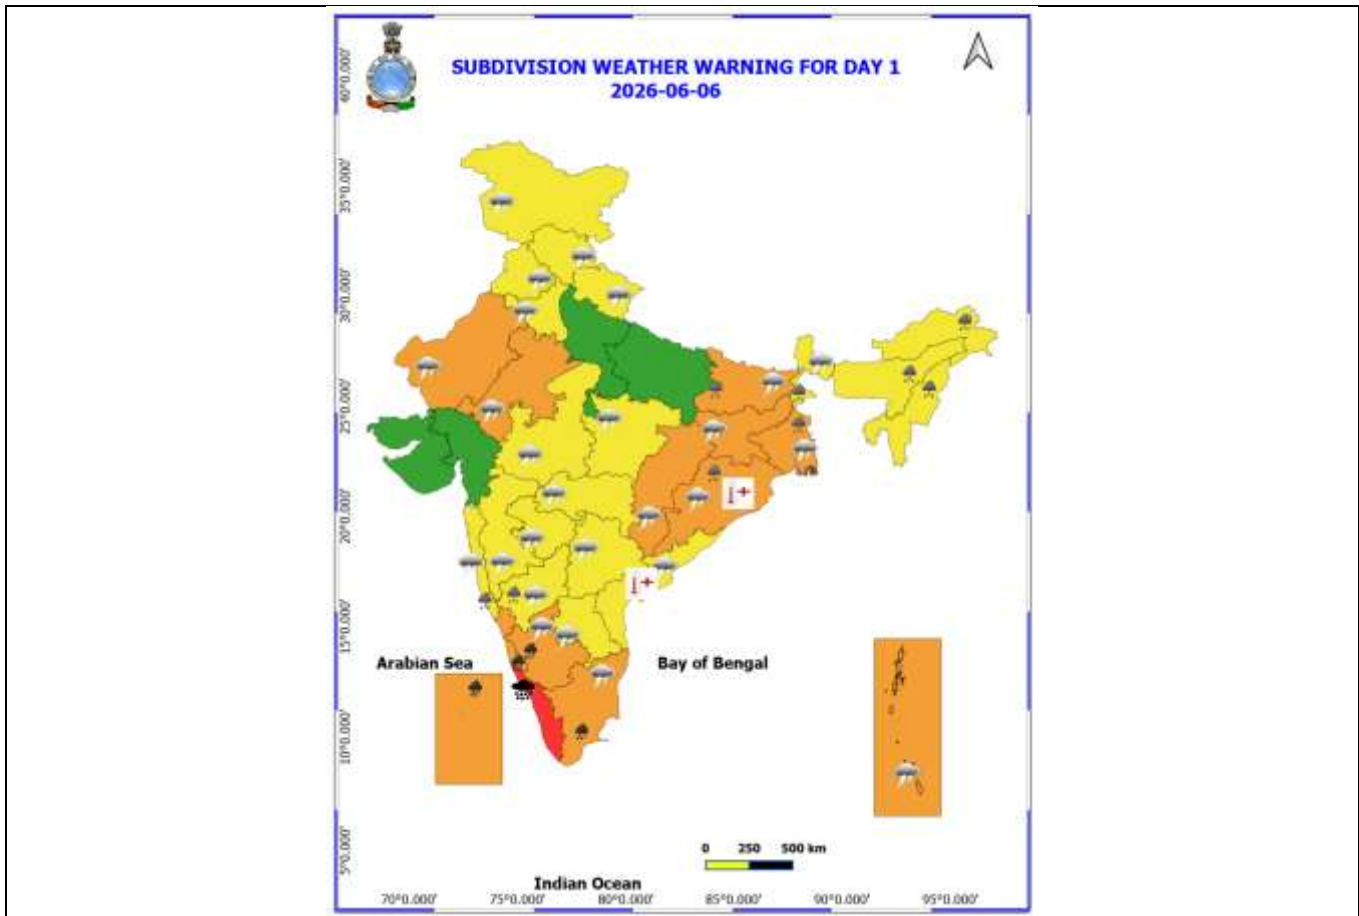 SUBDIVISION WEATHER WARNING FOR DAY 1
2026-06-06
40°0.000'
35°0.000'
30°0.000'
25°0.000'
20°0.000'
15°0.000'
Arabian Sea
Bay of Bengal
10°0.000'
5°0.000'
0 250 500 km
Indian Ocean
70°0.000' 75°0.000' 80°0.000' 85°0.000' 90°0.000' 95°0.000'